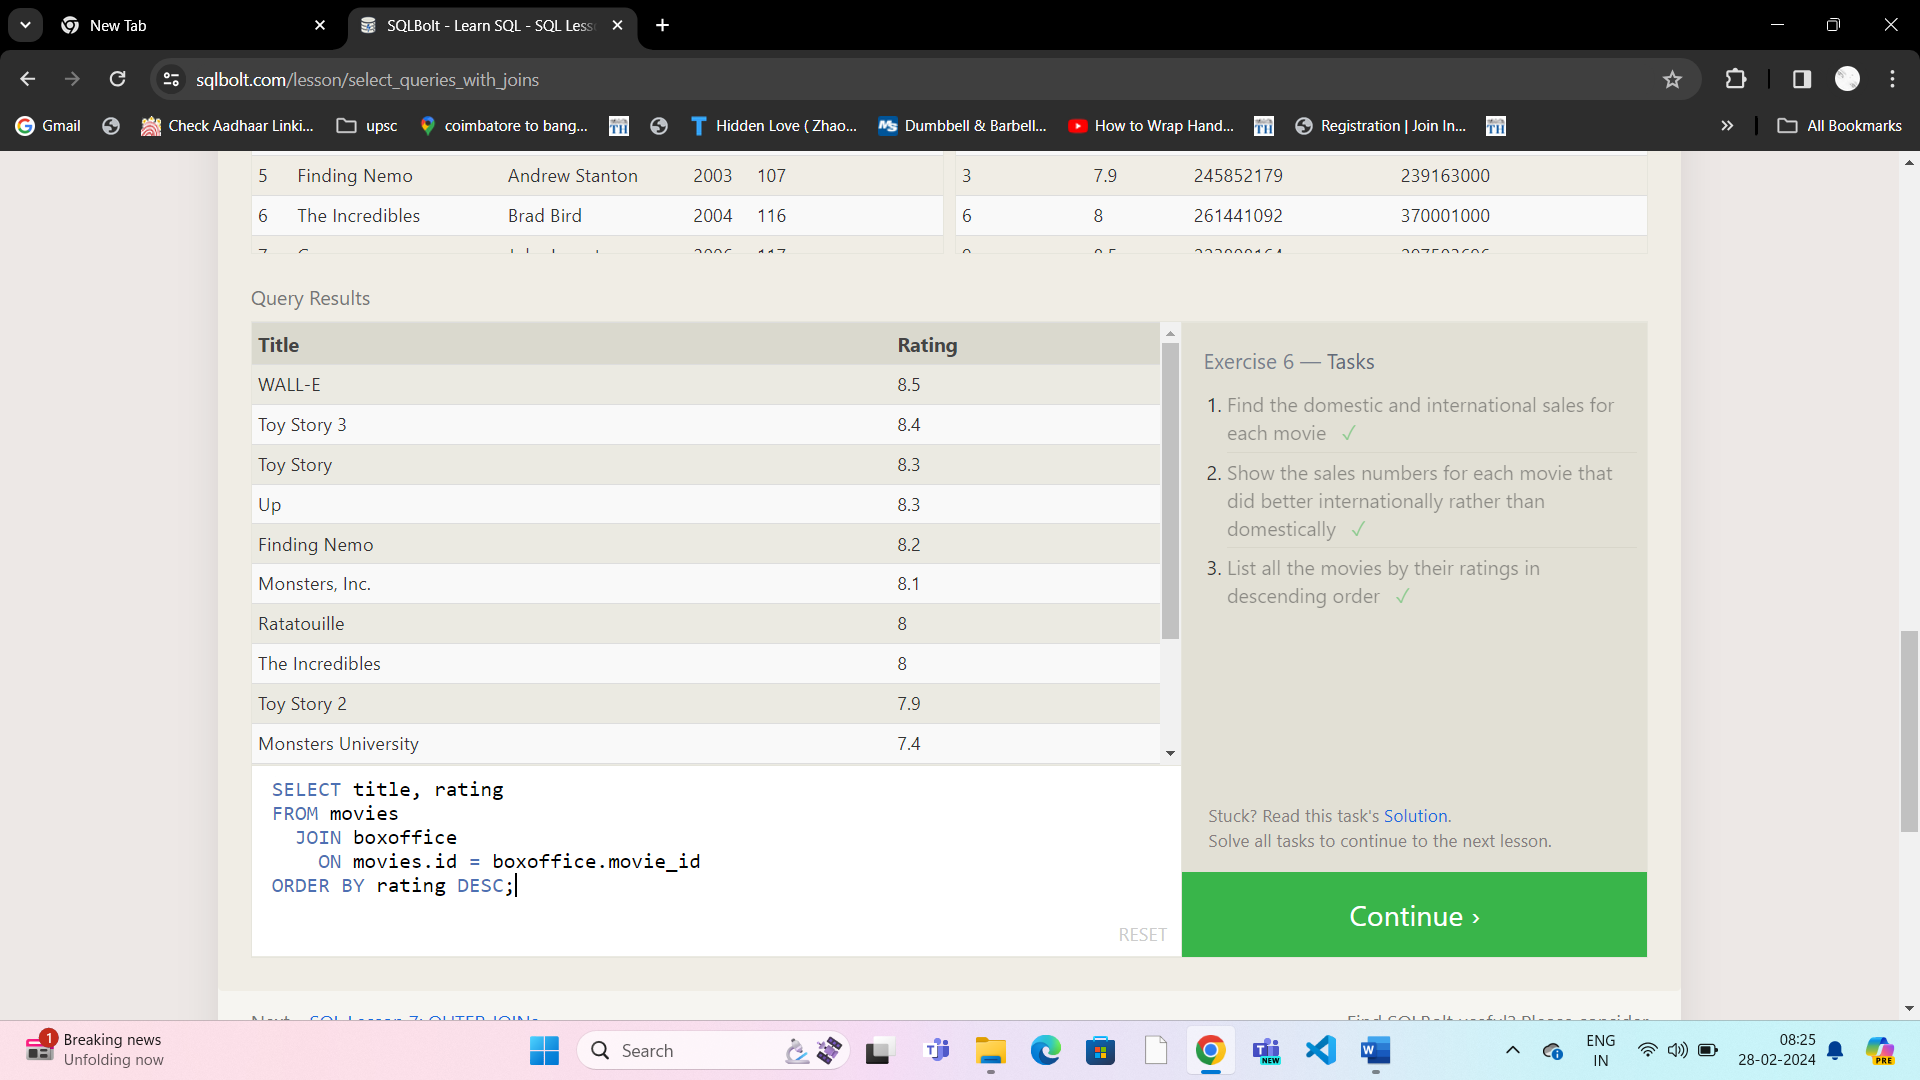 New Tab
SQLBolt - Learn SQL - SQL Less
sqlbolt.com/lesson/select_queries_with_joins
Gmail
Check Aadhaar Linki...
upsc
coimbatore to bang...
TH
Hidden Love ( Zhao...
Dumbbell & Barbell...
How to Wrap Hand...
TH
Registration | Join In...
TH
All Bookmarks
5 Finding Nemo Andrew Stanton 2003 107
3 7.9 245852179 239163000
6 The Incredibles Brad Bird 2004 116
6 8 261441092 370001000
Query Results
Title Rating
WALL-E 8.5
Toy Story 3 8.4
Toy Story 8.3
Up 8.3
Finding Nemo 8.2
Monsters, Inc. 8.1
Ratatouille 8
The Incredibles 8
Toy Story 2 7.9
Monsters University 7.4
SELECT title, rating
FROM movies
JOIN boxoffice
ON movies.id = boxoffice.movie_id
ORDER BY rating DESC;
RESET
Exercise 6 — Tasks
1. Find the domestic and international sales for
each movie ✓
2. Show the sales numbers for each movie that
did better internationally rather than
domestically ✓
3. List all the movies by their ratings in
descending order ✓
Stuck? Read this task's Solution.
Solve all tasks to continue to the next lesson.
Continue ›
1
Breaking news
Unfolding now
Search
NEW
ENG
IN
08:25
28-02-2024
PRE